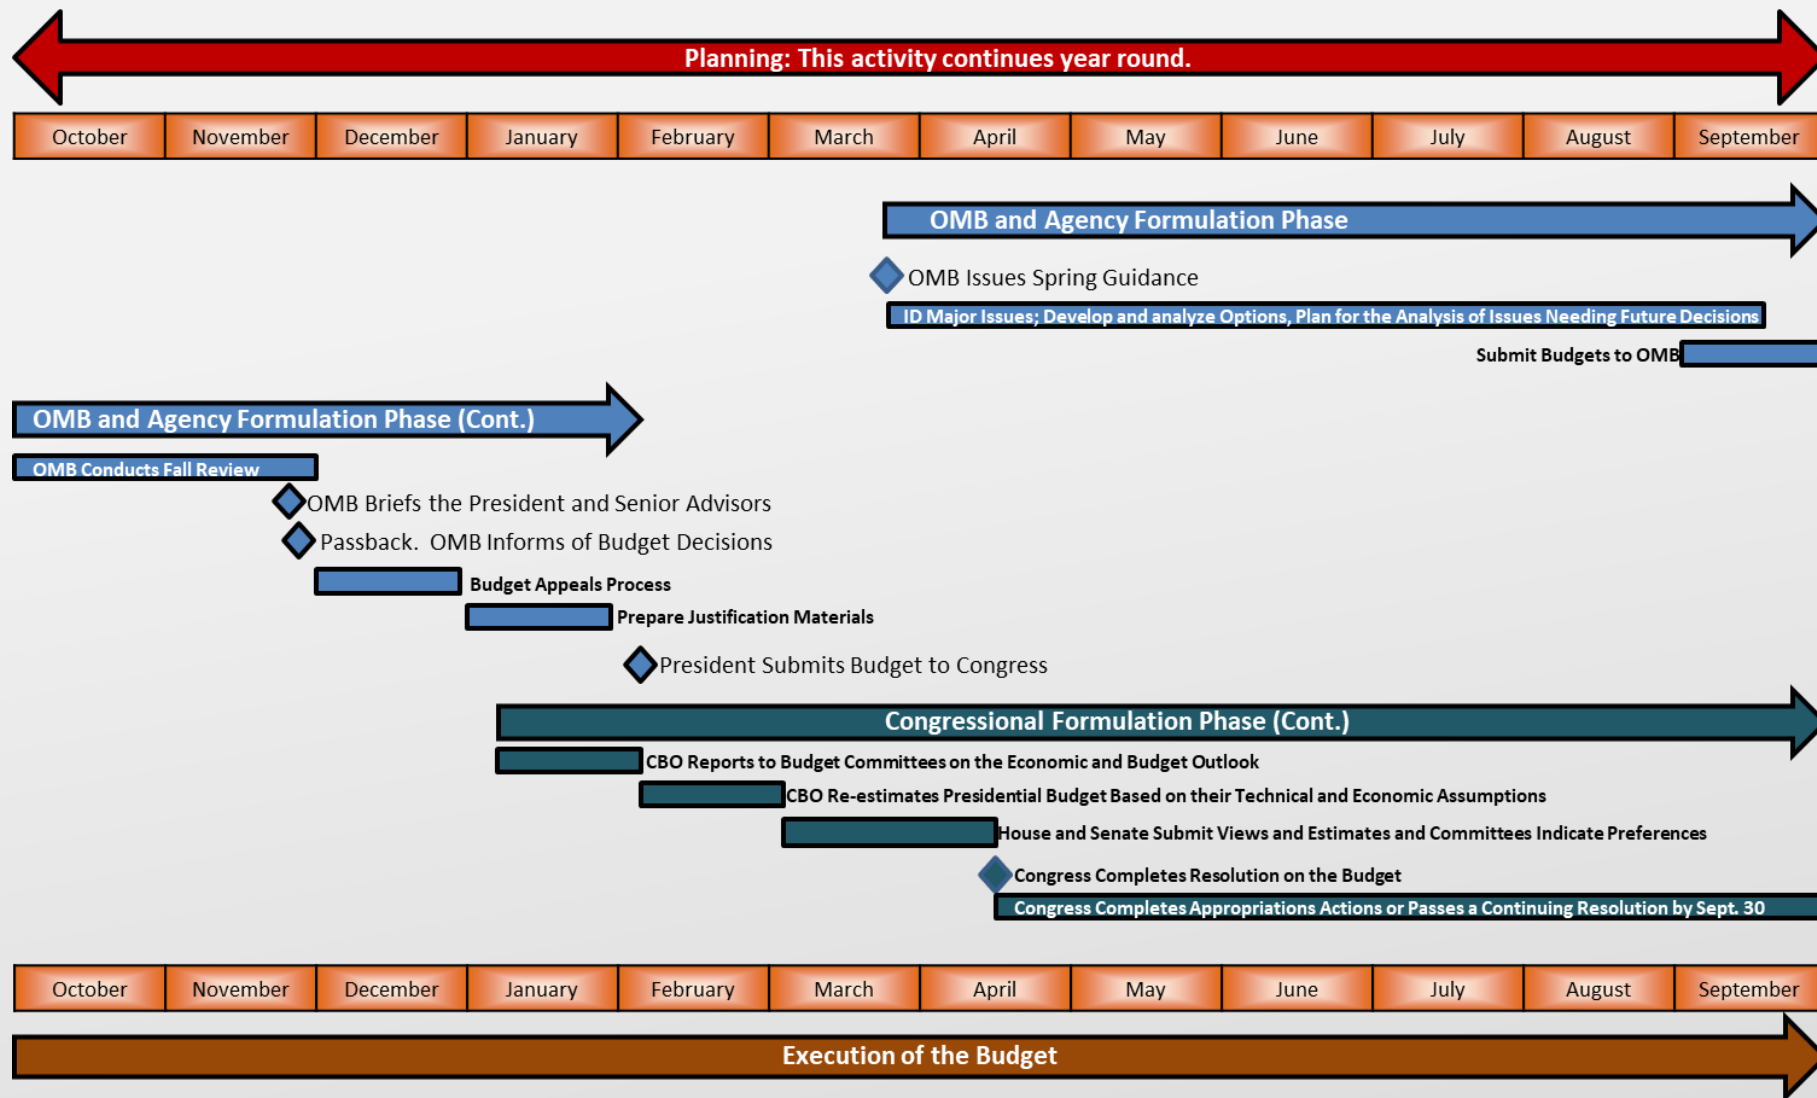 Planning: This activity continues year round.
October November December January February March April May June July August September
OMB and Agency Formulation Phase
OMB Issues Spring Guidance
ID Major Issues; Develop and analyze Options, Plan for the Analysis of Issues Needing Future Decisions
Submit Budgets to OMB
OMB and Agency Formulation Phase (Cont.)
OMB Conducts Fall Review
OMB Briefs the President and Senior Advisors
Passback. OMB Informs of Budget Decisions
Budget Appeals Process
Prepare Justification Materials
President Submits Budget to Congress
Congressional Formulation Phase (Cont.)
CBO Reports to Budget Committees on the Economic and Budget Outlook
CBO Re-estimates Presidential Budget Based on their Technical and Economic Assumptions
House and Senate Submit Views and Estimates and Committees Indicate Preferences
Congress Completes Resolution on the Budget
Congress Completes Appropriations Actions or Passes a Continuing Resolution by Sept. 30
October November December January February March April May June July August September
Execution of the Budget